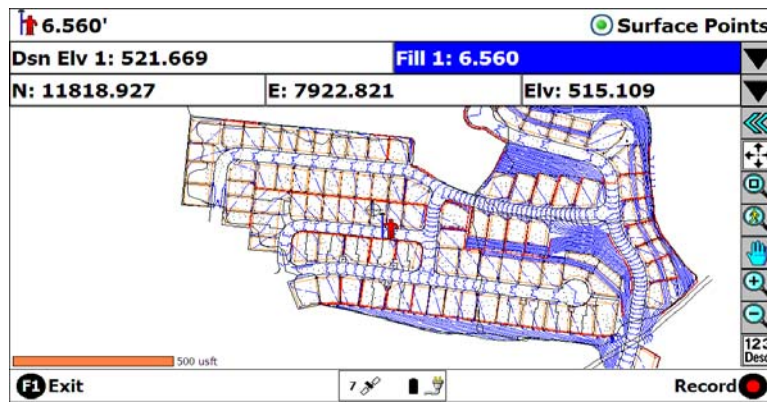 6.560' Surface Points
Dsn Elv 1: 521.669 Fill 1: 6.560
N: 11818.927 E: 7922.821 Elv: 515.109
500 usft
123
Desc
F1 Exit 7 Record